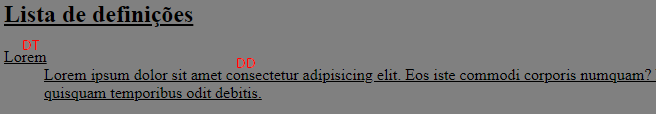 Lista de definições
DT
Lorem
DD
Lorem ipsum dolor sit amet consectetur adipisicing elit. Eos iste commodi corporis numquam?
quisquam temporibus odit debitis.